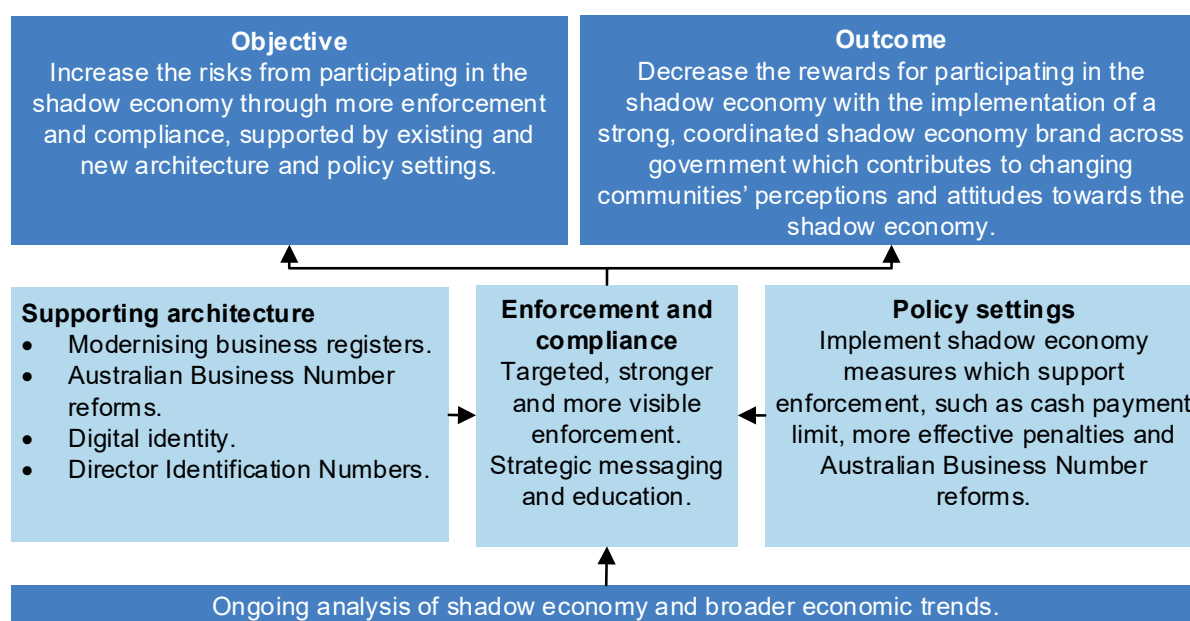 Objective
Increase the risks from participating in the
shadow economy through more enforcement
and compliance, supported by existing and
new architecture and policy settings.
Outcome
Decrease the rewards for participating in the
shadow economy with the implementation of a
strong, coordinated shadow economy brand across
government which contributes to changing
communities’ perceptions and attitudes towards the
shadow economy.
Supporting architecture
• Modernising business registers.
• Australian Business Number
reforms.
• Digital identity.
• Director Identification Numbers.
Enforcement and
compliance
Targeted, stronger
and more visible
enforcement.
Strategic messaging
and education.
Policy settings
Implement shadow economy
measures which support
enforcement, such as cash payment
limit, more effective penalties and
Australian Business Number
reforms.
Ongoing analysis of shadow economy and broader economic trends.